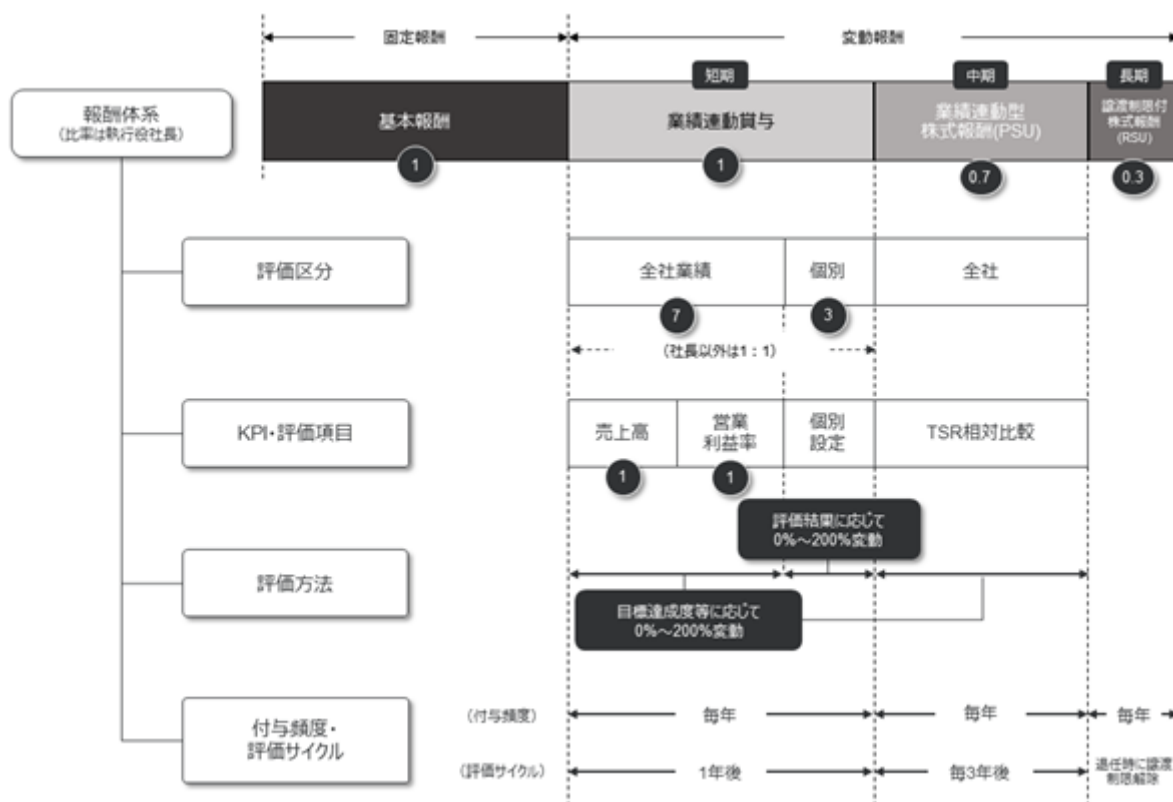 固定報酬
変動報酬
短期
中期
長期
報酬体系
(比率は執行役社長)
基本報酬
業績連動賞与
業績連動型
株式報酬(PSU)
譲渡制限付
株式報酬
(RSU)
1
1
0.7
0.3
評価区分
全社業績
個別
全社
7
3
(社長以外は1:1)
KPI・評価項目
売上高
営業
利益率
個別
設定
TSR相対比較
1
1
評価結果に応じて
0%~200%変動
評価方法
目標達成度等に応じて
0%~200%変動
付与頻度・
評価サイクル
(付与頻度)
毎年
毎年
毎年
(評価サイクル)
1年後
毎3年後
退任時に譲渡
制限解除